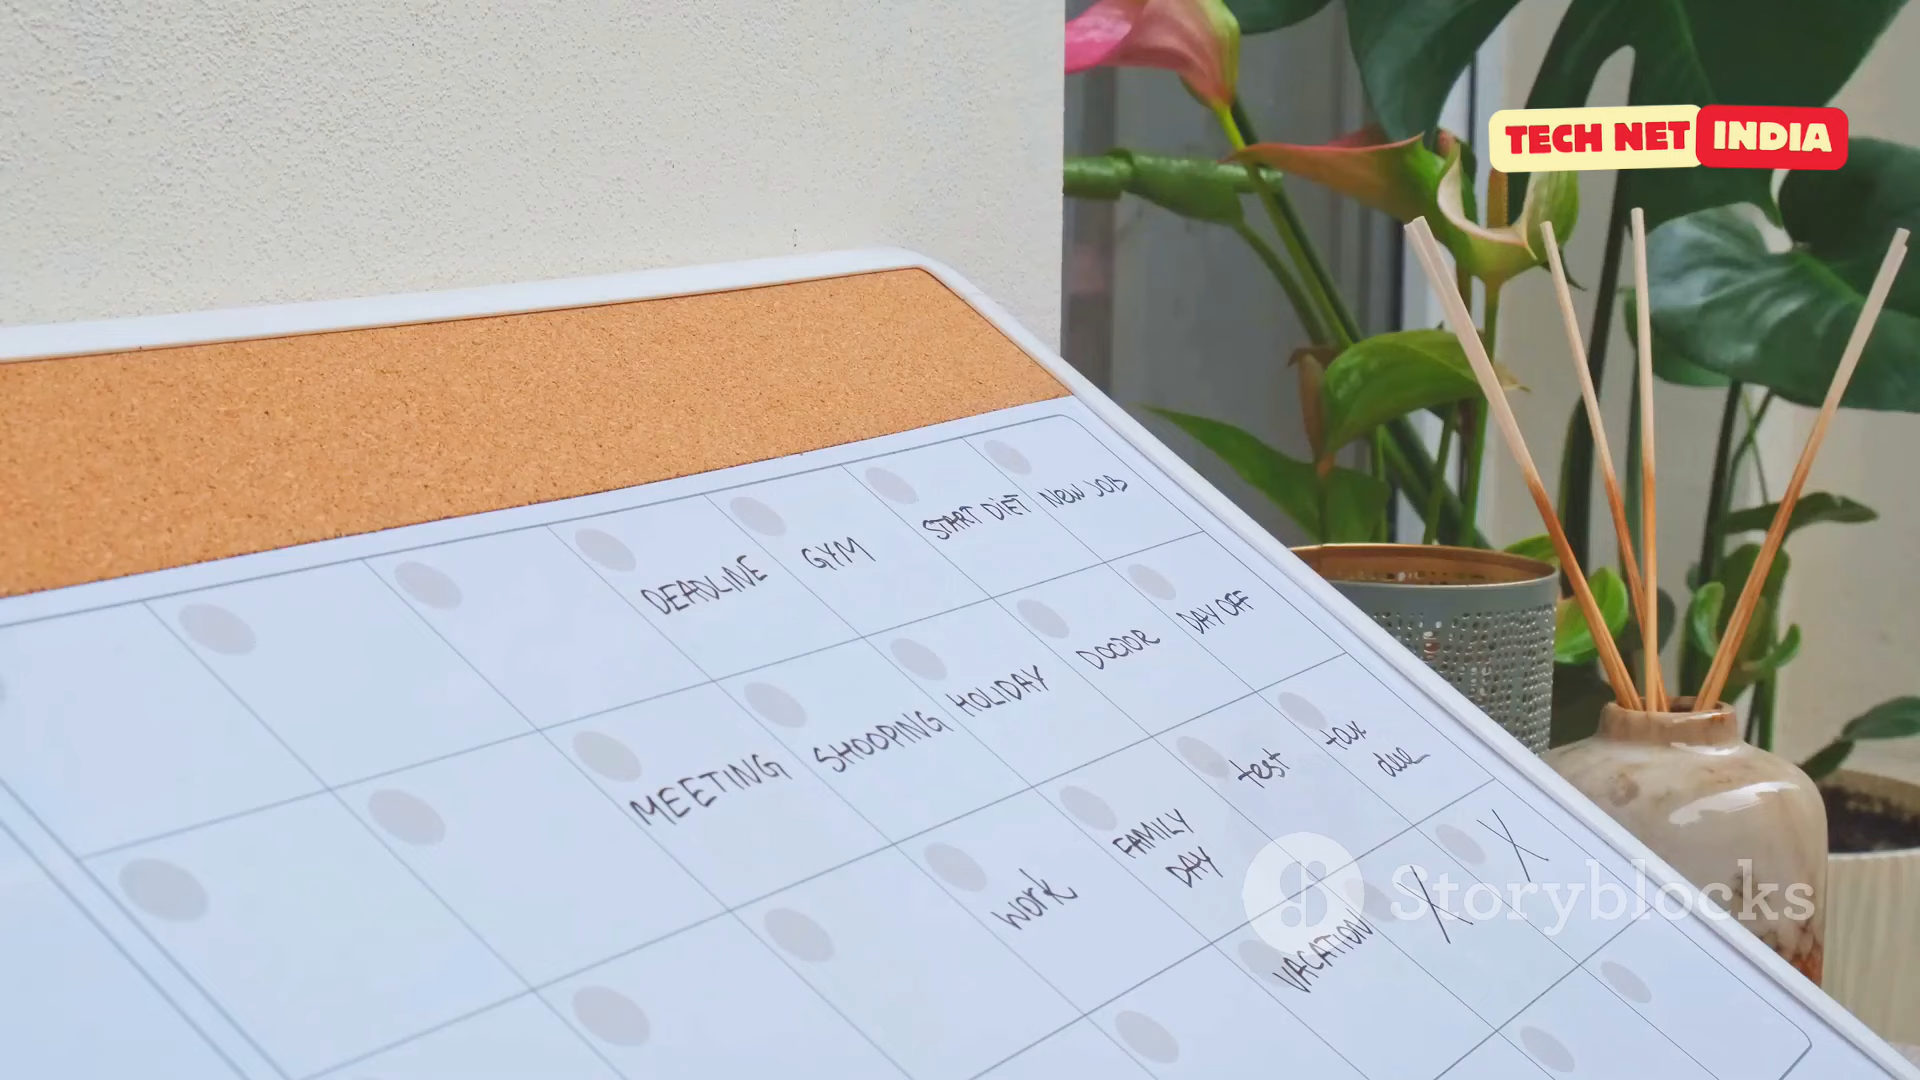 TECH NET INDIA
DEADLINE
GYM
START DIET
NEW JOB
MEETING
SHOOPING
HOLIDAY
DOCTOR
DAY OFF
work
FAMILY
DAY
test
tax
due
VACATION
X
X
Storyblocks